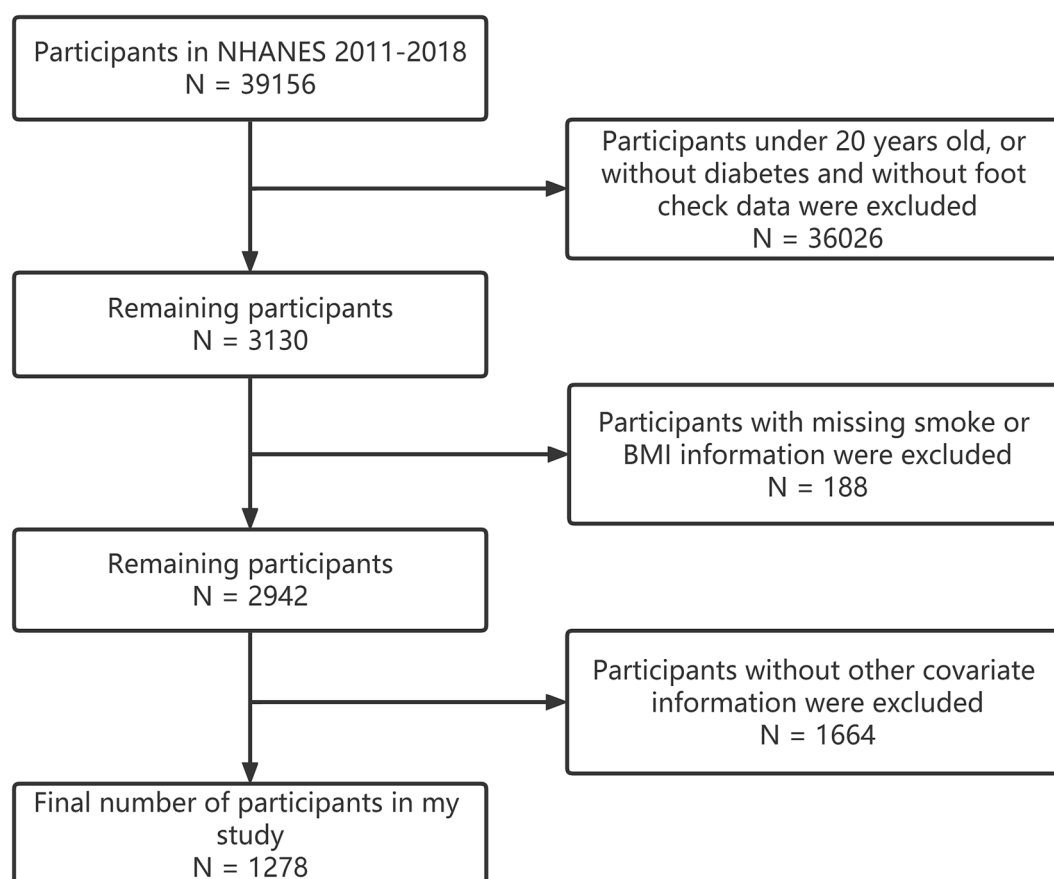 Participants in NHANES 2011-2018
N = 39156
Participants under 20 years old, or
without diabetes and without foot
check data were excluded
N = 36026
Remaining participants
N = 3130
Participants with missing smoke or
BMI information were excluded
N = 188
Remaining participants
N = 2942
Participants without other covariate
information were excluded
N = 1664
Final number of participants in my
study
N = 1278